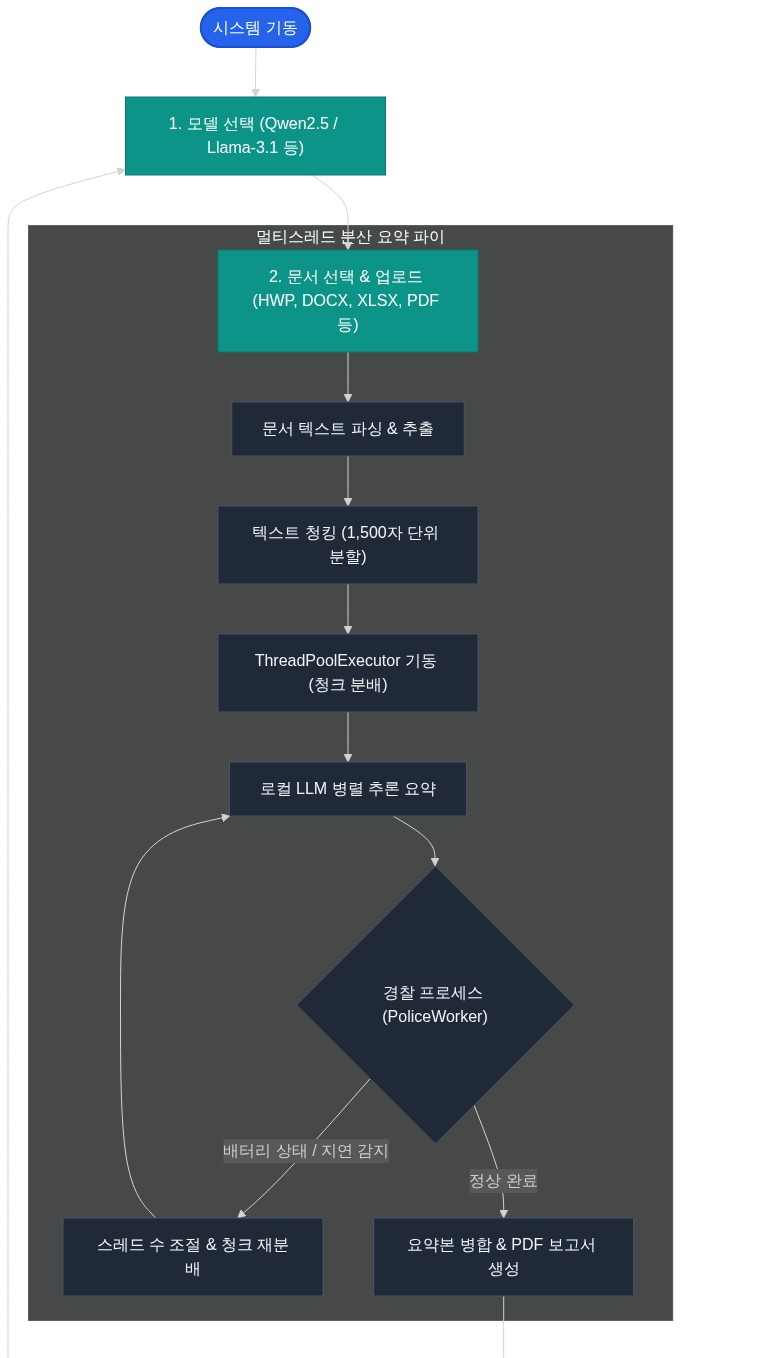 시스템 기동
1. 모델 선택 (Qwen2.5 /
Llama-3.1 등)
멀티스레드 분산 요약 파이
2. 문서 선택 & 업로드
(HWP, DOCX, XLSX, PDF
등)
문서 텍스트 파싱 & 추출
텍스트 청킹 (1,500자 단위
분할)
ThreadPoolExecutor 기동
(청크 분배)
로컬 LLM 병렬 추론 요약
경찰 프로세스
(PoliceWorker)
배터리 상태 / 지연 감지
정상 완료
스레드 수 조절 & 청크 재분
배
요약본 병합 & PDF 보고서
생성